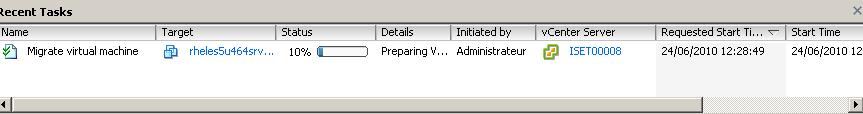 Recent Tasks
Name Target Status Details Initiated by vCenter Server Requested Start Ti... Start Time
Migrate virtual machine rheles5u464srv... 10% Preparing V... Administrateur ISET00008 24/06/2010 12:28:49 24/06/2010 12